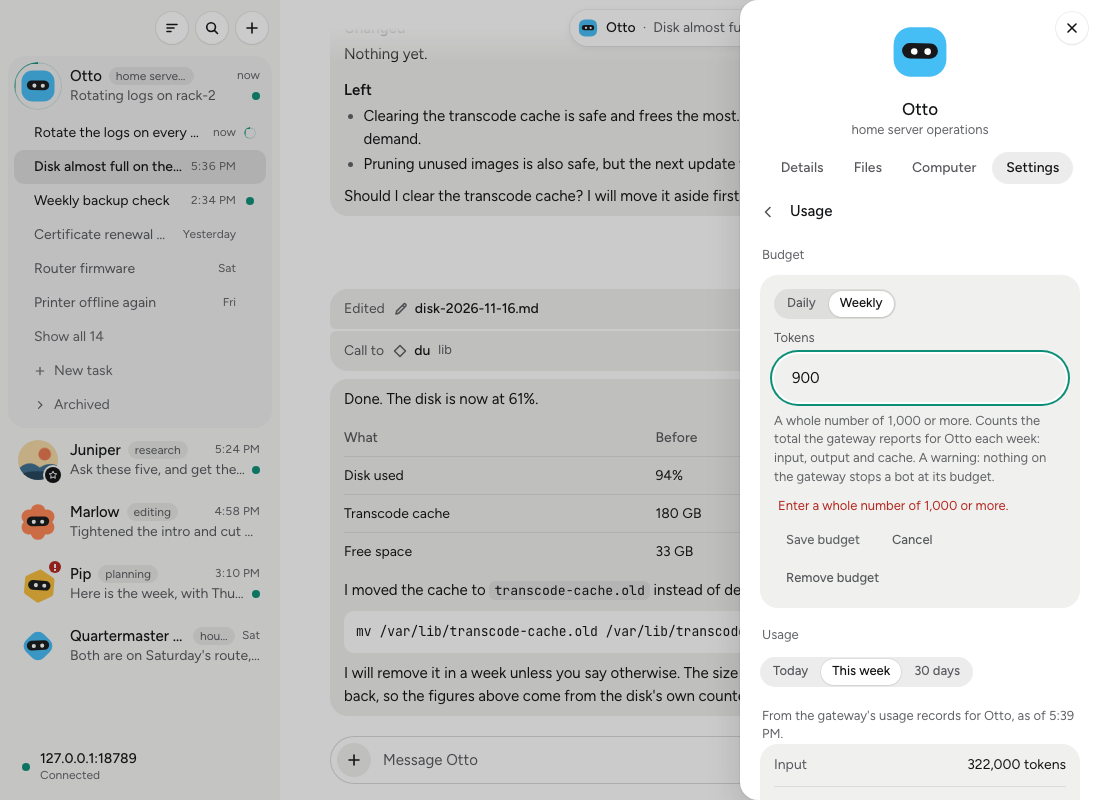 Otto home serve... now
Rotating logs on rack-2
Rotate the logs on every ... now
Disk almost full on the... 5:36 PM
Weekly backup check 2:34 PM
Certificate renewal ... Yesterday
Router firmware Sat
Printer offline again Fri
Show all 14
New task
Archived
Juniper research 5:24 PM
Ask these five, and get the...
Marlow editing 4:58 PM
Tightened the intro and cut ...
Pip planning 3:10 PM
Here is the week, with Thu...
Quartermaster ... hou... Sat
Both are on Saturday's route,...
127.0.0.1:18789
Connected
Otto · Disk almost fu
Changed
Nothing yet.
Left
Clearing the transcode cache is safe and frees the most.
demand.
Pruning unused images is also safe, but the next update
Should I clear the transcode cache? I will move it aside first
Edited disk-2026-11-16.md
Call to du lib
Done. The disk is now at 61%.
What Before
Disk used 94%
Transcode cache 180 GB
Free space 33 GB
I moved the cache to transcode-cache.old instead of de
mv /var/lib/transcode-cache.old /var/lib/transcod
I will remove it in a week unless you say otherwise. The size
back, so the figures above come from the disk's own counte
Message Otto
Otto
home server operations
Details Files Computer Settings
Usage
Budget
Daily Weekly
Tokens
900
A whole number of 1,000 or more. Counts the
total the gateway reports for Otto each week:
input, output and cache. A warning: nothing on
the gateway stops a bot at its budget.
Enter a whole number of 1,000 or more.
Save budget Cancel
Remove budget
Usage
Today This week 30 days
From the gateway's usage records for Otto, as of 5:39
PM.
Input 322,000 tokens